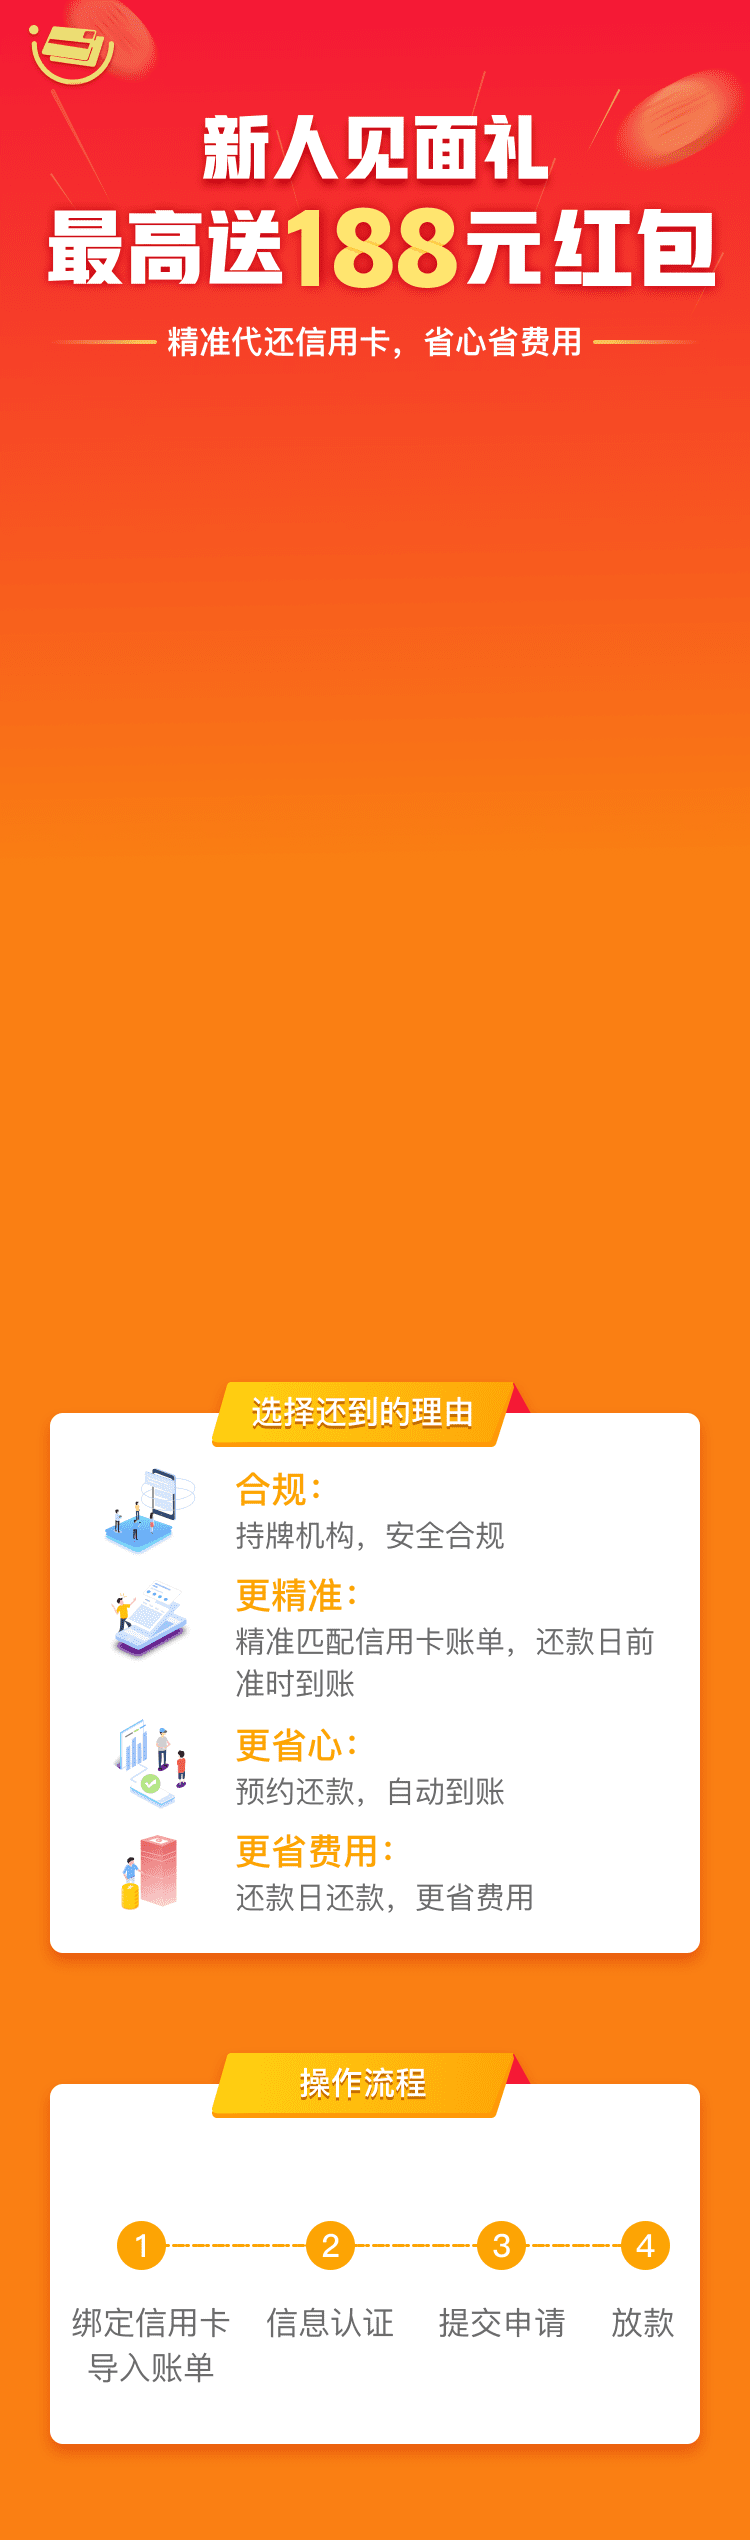 新人见面礼
最高送188元红包
精准代还信用卡，省心省费用
选择还到的理由
合规：
持牌机构，安全合规
更精准：
精准匹配信用卡账单，还款日前
准时到账
更省心：
预约还款，自动到账
更省费用：
还款日还款，更省费用
操作流程
1 2 3 4
绑定信用卡 信息认证 提交申请 放款
导入账单